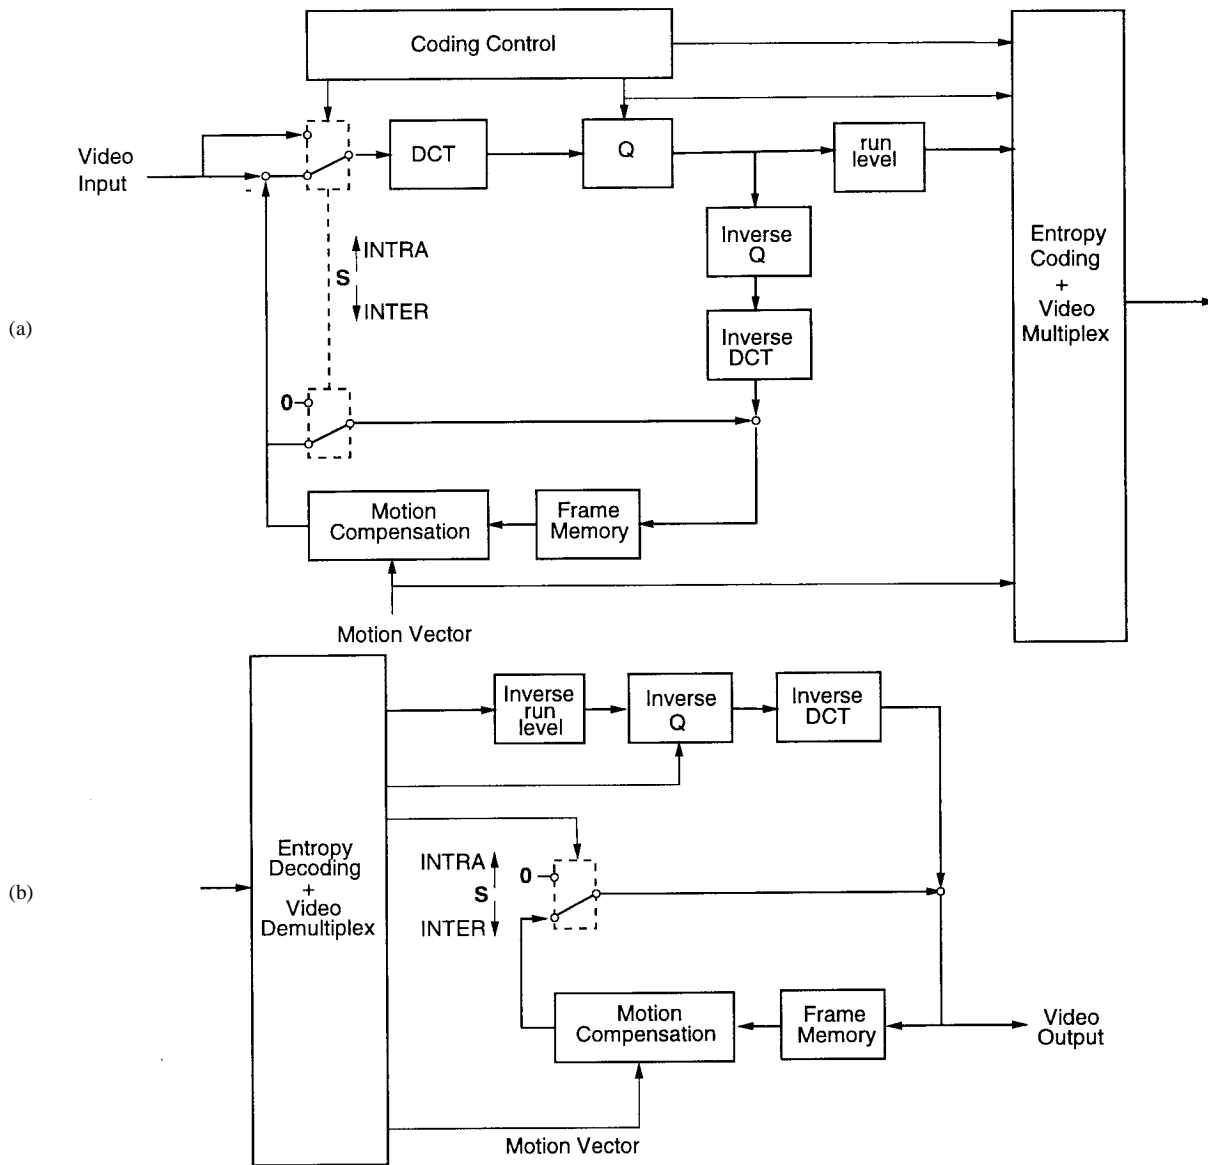 Coding Control
Video
Input
DCT
Q
run
level
Inverse
Q
INTRA
S
INTER
Entropy
Coding
+
Video
Multiplex
(a)
Inverse
DCT
0
Motion
Compensation
Frame
Memory
Motion Vector
Inverse
run
level
Inverse
Q
Inverse
DCT
Entropy
Decoding
+
Video
Demultiplex
(b)
INTRA
S
INTER
0
Motion
Compensation
Frame
Memory
Video
Output
Motion Vector